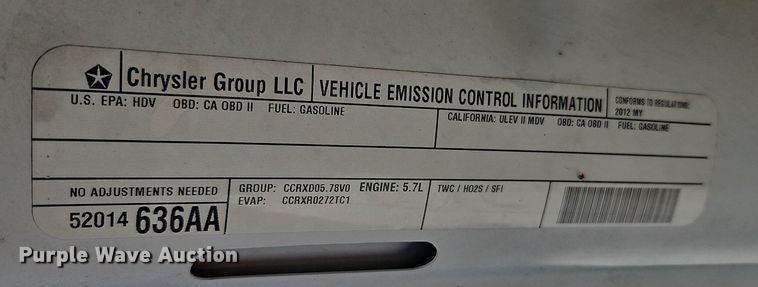 Chrysler Group LLC
VEHICLE EMISSION CONTROL INFORMATION
CONFORMS TO REGULATIONS:
2012 MY
U.S. EPA: HDV OBD: CA OBD II FUEL: GASOLINE
CALIFORNIA: ULEV II MDV OBD: CA OBD II FUEL: GASOLINE
NO ADJUSTMENTS NEEDED
52014 636AA
GROUP: CCRXD05.78V0 ENGINE: 5.7L
EVAP: CCRXR0272TC1
TWC / HO2S / SFI
Purple Wave Auction